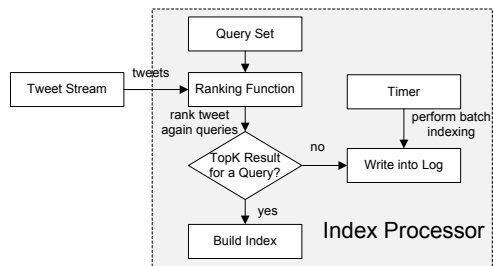 Query Set
tweets
Tweet Stream
Ranking Function
Timer
rank tweet
again queries
perform batch
indexing
TopK Result
for a Query?
no
Write into Log
yes
Build Index
Index Processor